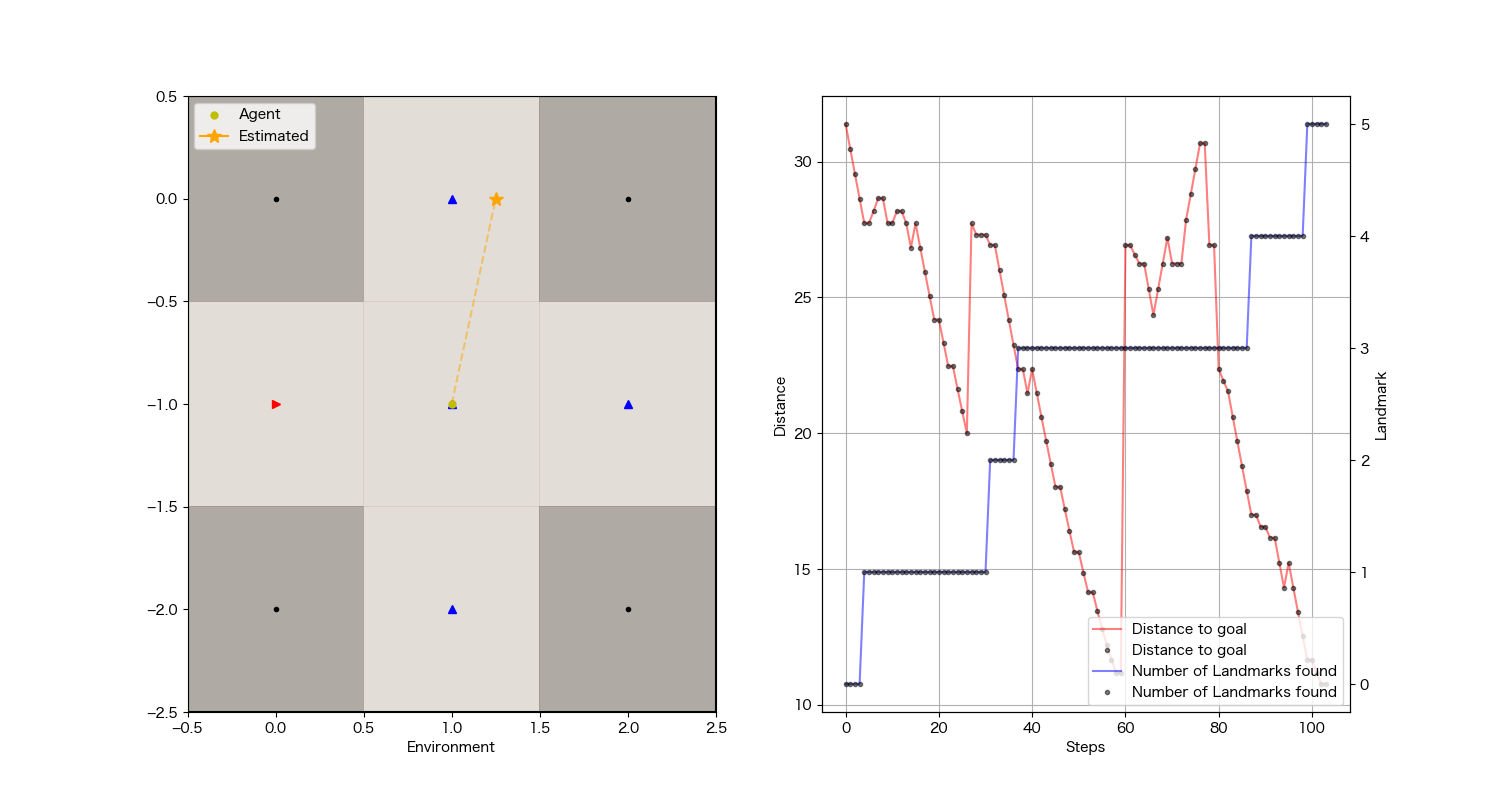 0.5
0.0
−0.5
−1.0
−1.5
−2.0
−2.5
Agent
Estimated
−0.5 0.0 0.5 1.0 1.5 2.0 2.5
Environment
Distance
30
25
20
15
10
5
4
3
2
1
0
Landmark
Distance to goal
Distance to goal
Number of Landmarks found
Number of Landmarks found
0 20 40 60 80 100
Steps